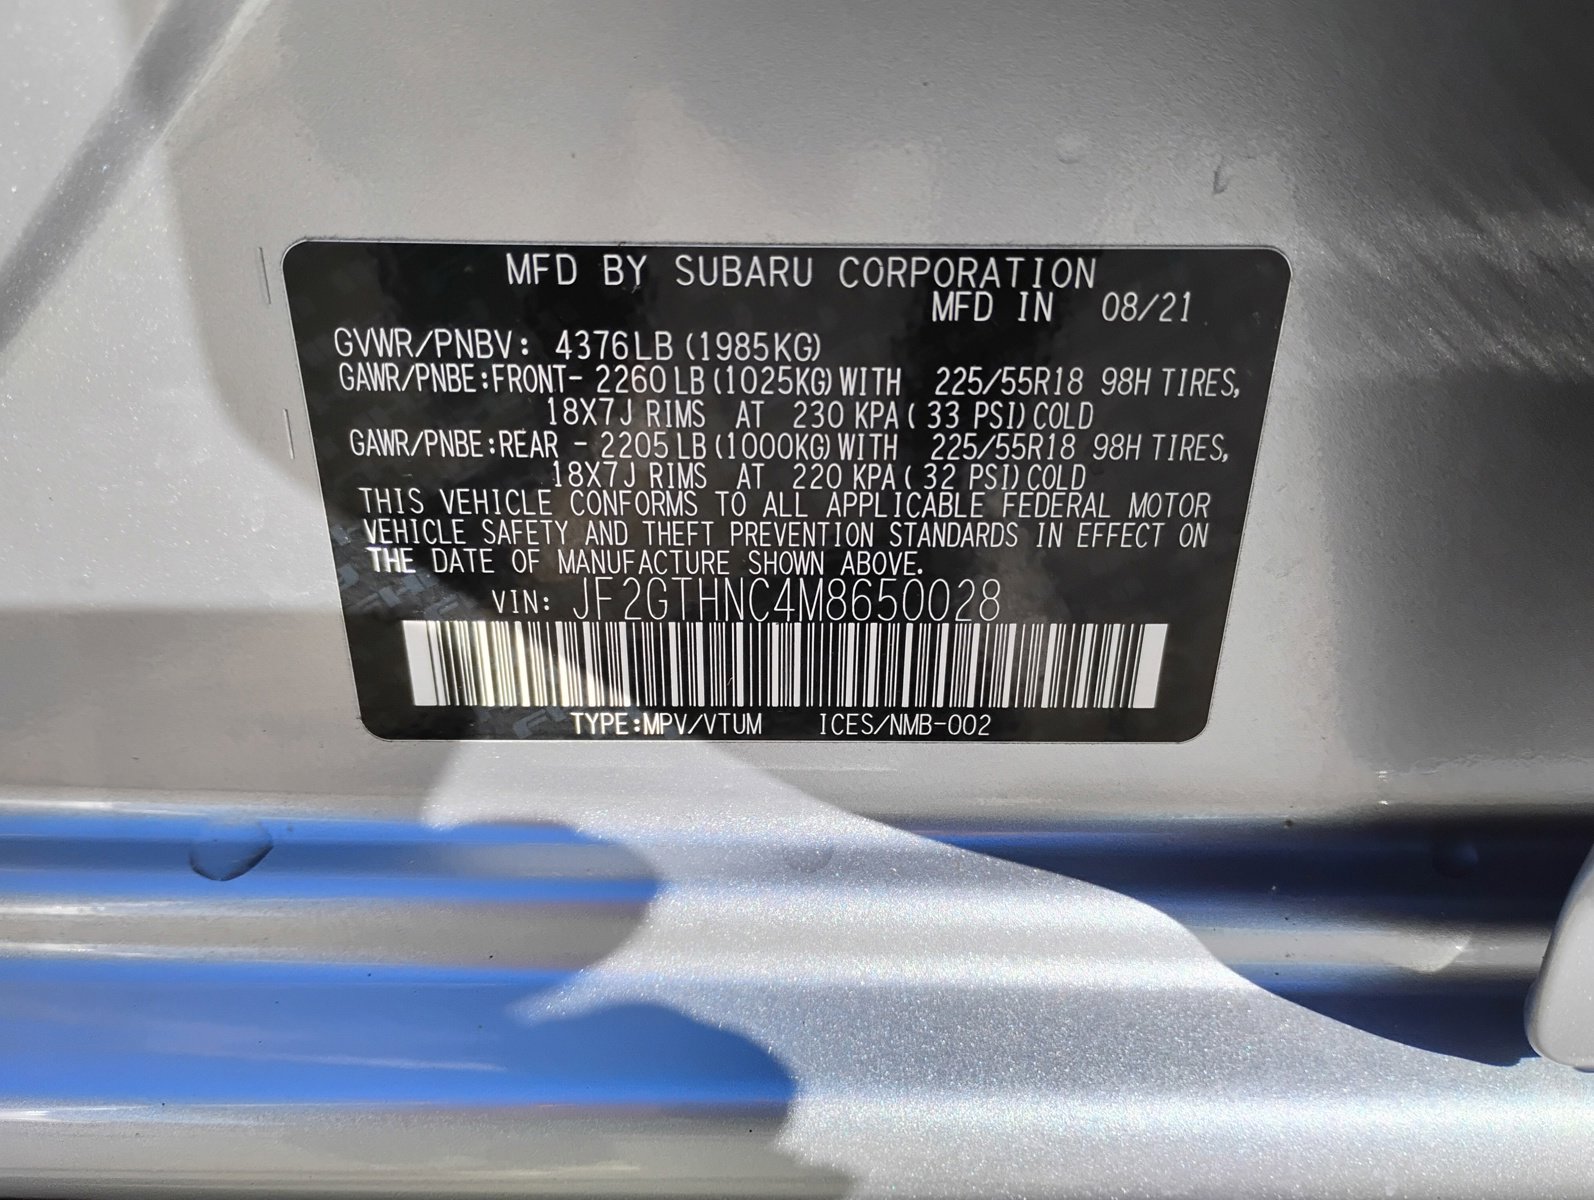 MFD BY SUBARU CORPORATION
MFD IN 08/21
GVWR/PNBV: 4376LB (1985KG)
GAWR/PNBE:FRONT- 2260LB (1025KG) WITH 225/55R18 98H TIRES,
18X7J RIMS AT 230 KPA( 33 PSI) COLD
GAWR/PNBE:REAR - 2205LB (1000KG) WITH 225/55R18 98H TIRES,
18X7J RIMS AT 220 KPA( 32 PSI) COLD
THIS VEHICLE CONFORMS TO ALL APPLICABLE FEDERAL MOTOR
VEHICLE SAFETY AND THEFT PREVENTION STANDARDS IN EFFECT ON
THE DATE OF MANUFACTURE SHOWN ABOVE.
VIN: JF2GTHNC4M8650028
TYPE:MPV/VTUM ICES/NMB-002